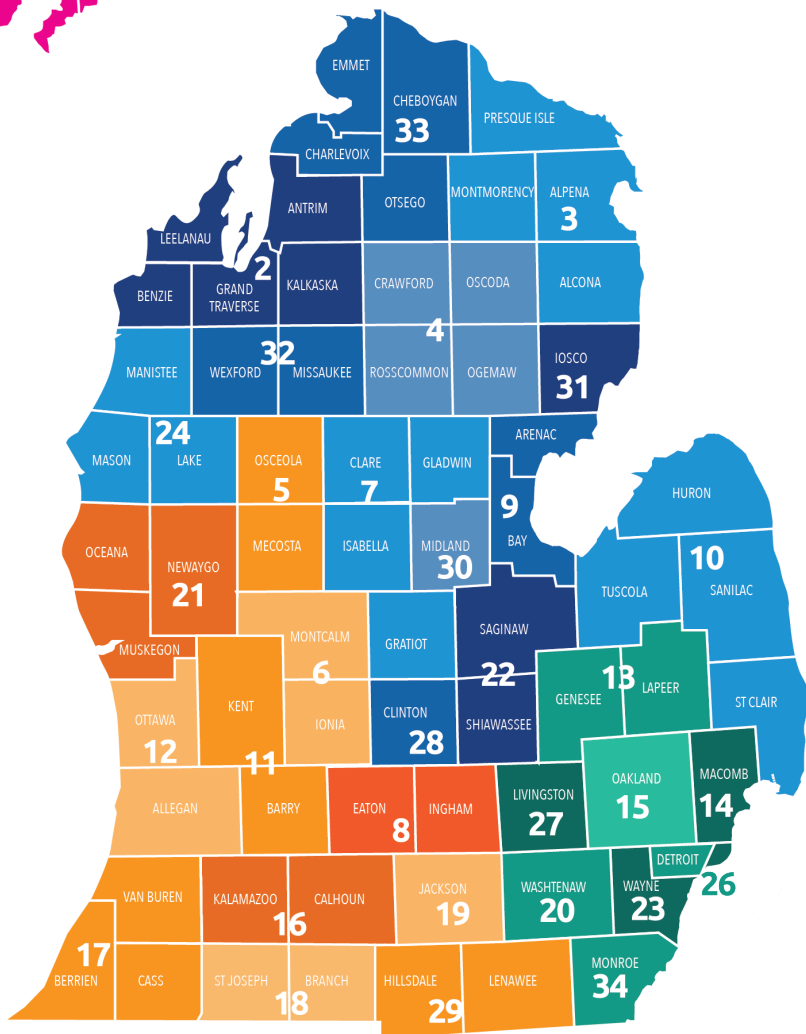 EMMET
CHEBOYGAN
33
PRESQUE ISLE
CHARLEVOIX
ANTRIM
OTSEGO
MONTMORENCY
ALPENA
3
LEELANAU
2
BENZIE
GRAND
TRAVERSE
KALKASKA
CRAWFORD
OSCODA
ALCONA
4
32
MANISTEE
WEXFORD
MISSAUKEE
ROSSCOMMON
OGEMAW
IOSCO
31
24
MASON
LAKE
OSCEOLA
5
CLARE
7
GLADWIN
ARENAC
HURON
OCEANA
NEWAYGO
21
MECOSTA
ISABELLA
MIDLAND
30
9
BAY
TUSCOLA
10
SANILAC
MUSKEGON
MONTCALM
6
GRATIOT
SAGINAW
22
13
GENESEE
LAPEER
ST CLAIR
OTTAWA
12
KENT
11
IONIA
CLINTON
28
SHIAWASSEE
ALLEGAN
BARRY
EATON
8
INGHAM
LIVINGSTON
27
OAKLAND
15
MACOMB
14
VAN BUREN
KALAMAZOO
16
CALHOUN
JACKSON
19
WASHTENAW
20
WAYNE
23
DETROIT
26
17
BERRIEN
CASS
ST JOSEPH
18
BRANCH
HILLSDALE
29
LENAWEE
MONROE
34